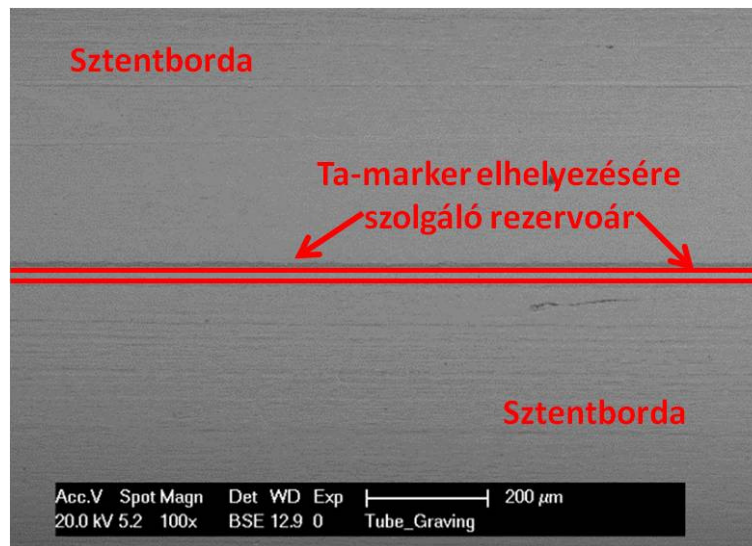 Sztentborda
Ta-marker elhelyezésére
szolgáló rezervoár
Sztentborda
Acc.V Spot Magn Det WD Exp 200 µm
20.0 kV 5.2 100x BSE 12.9 0 Tube_Graving